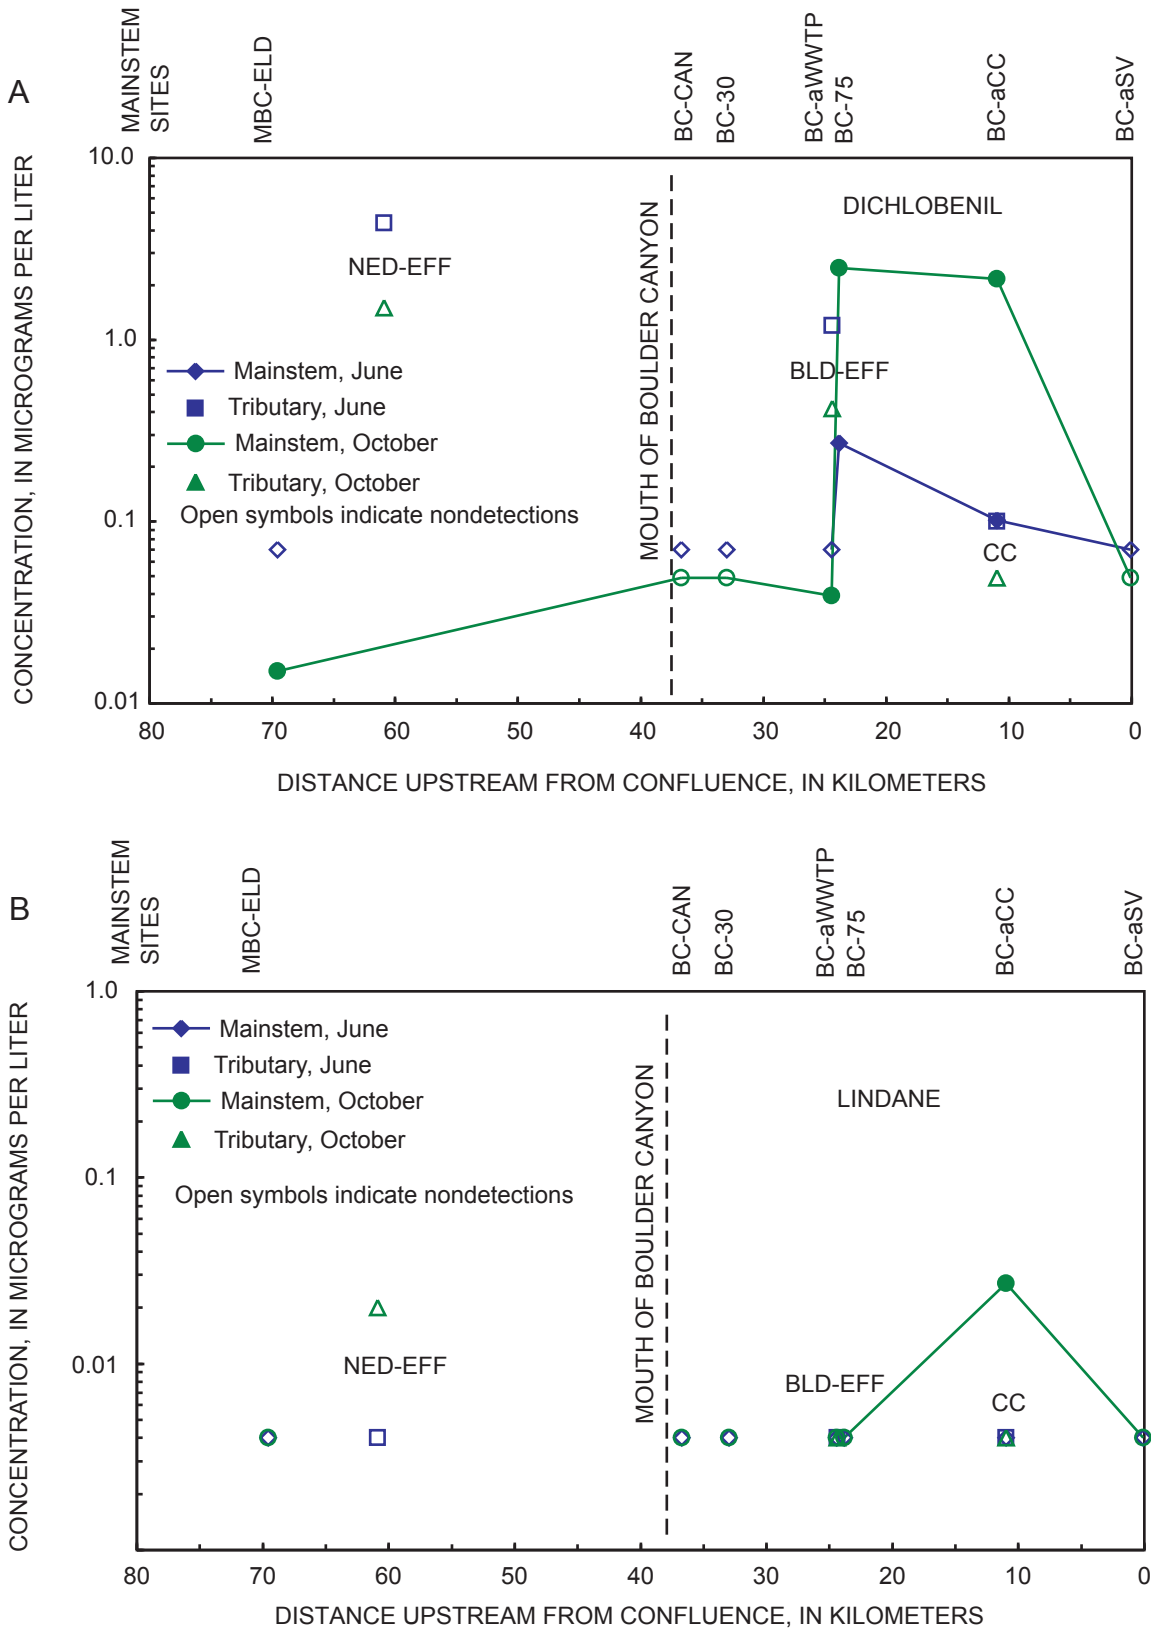 A
MAINSTEM
SITES
MBC-ELD
BC-CAN
BC-30
BC-aWWTP
BC-75
BC-aCC
BC-aSV
CONCENTRATION, IN MICROGRAMS PER LITER
10.0
1.0
0.1
0.01
DICHLOBENIL
MOUTH OF BOULDER CANYON
NED-EFF
BLD-EFF
CC
Mainstem, June
Tributary, June
Mainstem, October
Tributary, October
Open symbols indicate nondetections
80 70 60 50 40 30 20 10 0
DISTANCE UPSTREAM FROM CONFLUENCE, IN KILOMETERS
B
MAINSTEM
SITES
MBC-ELD
BC-CAN
BC-30
BC-aWWTP
BC-75
BC-aCC
BC-aSV
CONCENTRATION, IN MICROGRAMS PER LITER
1.0
0.1
0.01
Mainstem, June
Tributary, June
Mainstem, October
Tributary, October
Open symbols indicate nondetections
LINDANE
MOUTH OF BOULDER CANYON
NED-EFF
BLD-EFF
CC
80 70 60 50 40 30 20 10 0
DISTANCE UPSTREAM FROM CONFLUENCE, IN KILOMETERS